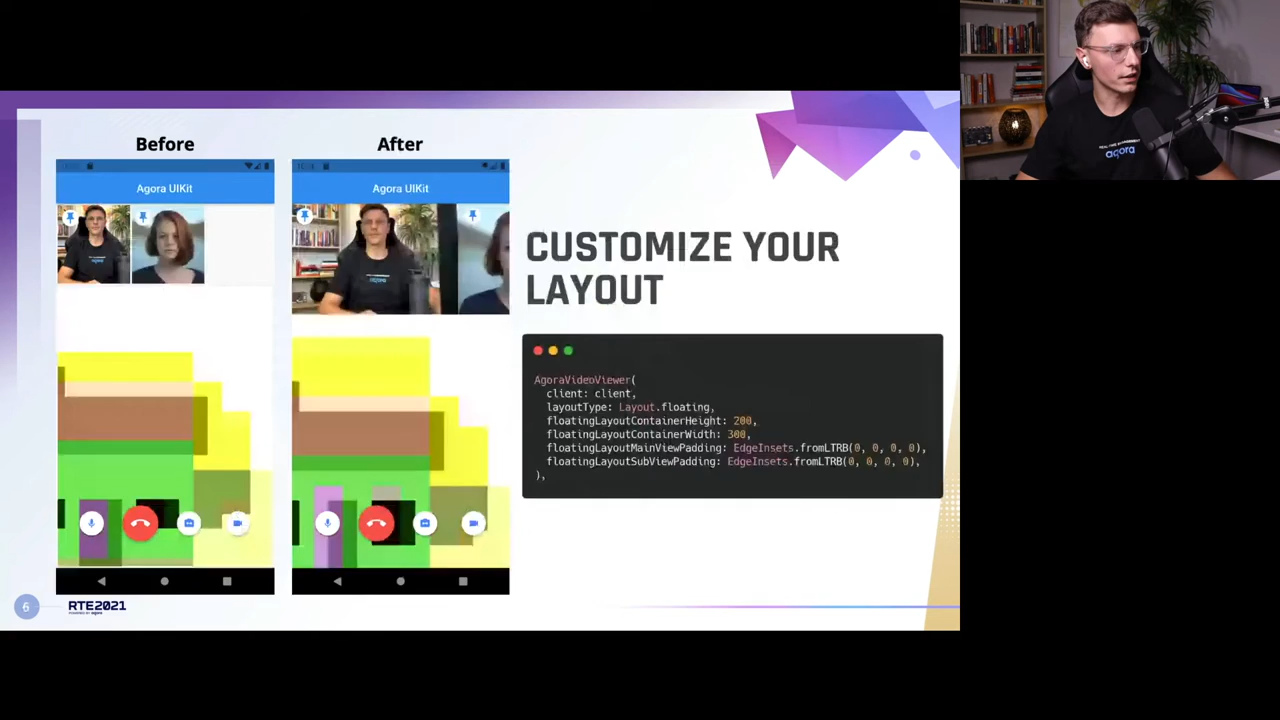 Before
After
Agora UIKit
Agora UIKit
CUSTOMIZE YOUR
LAYOUT
AgoraVideoViewer(
client: client,
layoutType: Layout.floating,
floatingLayoutContainerHeight: 200,
floatingLayoutContainerWidth: 300,
floatingLayoutMainViewPadding: EdgeInsets.fromLTRB(0, 0, 0, 0),
floatingLayoutSubViewPadding: EdgeInsets.fromLTRB(0, 0, 0, 0),
),
6
RTE2021
agora